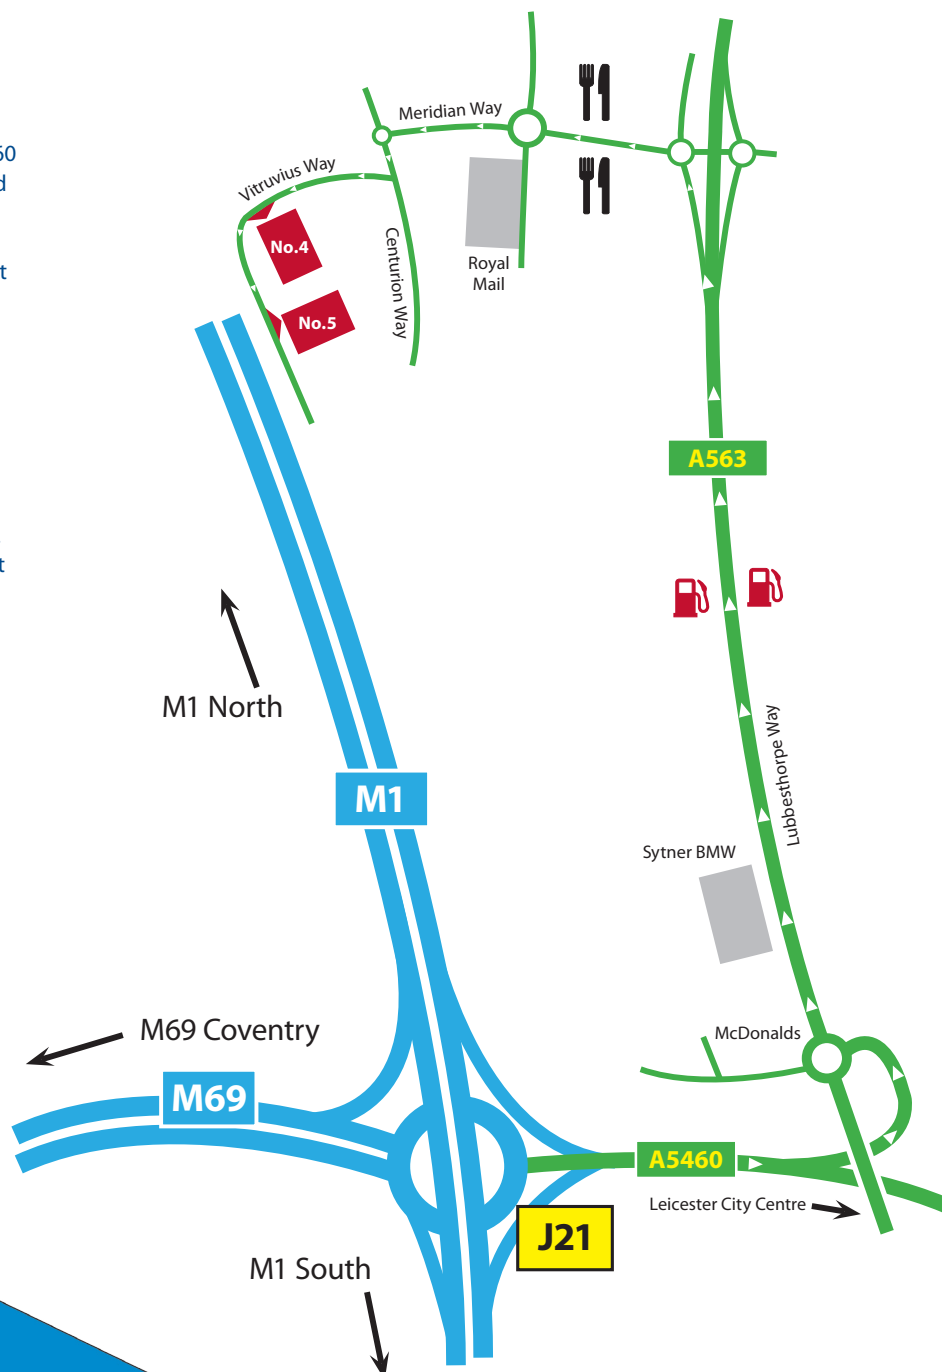 Meridian Way
60
d
Vitruvius Way
No.4
Centurion Way
Royal
Mail
t
No.5
A563
t
M1 North
Lubbesthorpe Way
M1
Sytner BMW
M69 Coventry
McDonalds
M69
A5460
Leicester City Centre
J21
M1 South